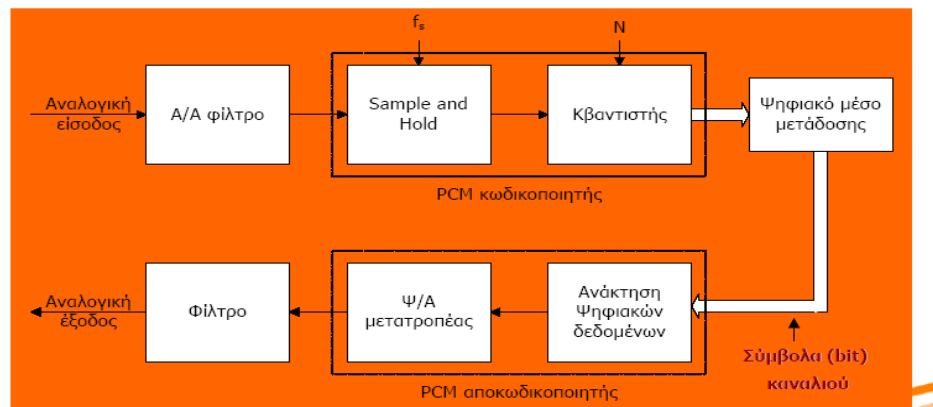 fs
N
Αναλογική
είσοδος
Α/Α φίλτρο
Sample and
Hold
Κβαντιστής
Ψηφιακό μέσο
μετάδοσης
PCM κωδικοποιητής
Αναλογική
έξοδος
Φίλτρο
Ψ/Α
μετατροπέας
Ανάκτηση
Ψηφιακών
δεδομένων
Σύμβολα (bit)
καναλιού
PCM αποκωδικοποιητής